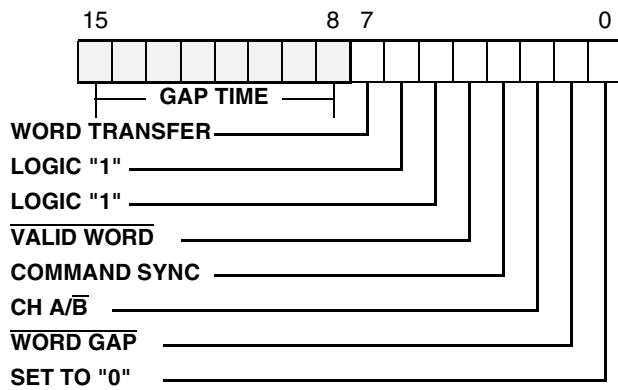 15 8 7 0
GAP TIME
WORD TRANSFER
LOGIC "1"
LOGIC "1"
VALID WORD
COMMAND SYNC
CH A/B̅
WORD GAP
SET TO "0"